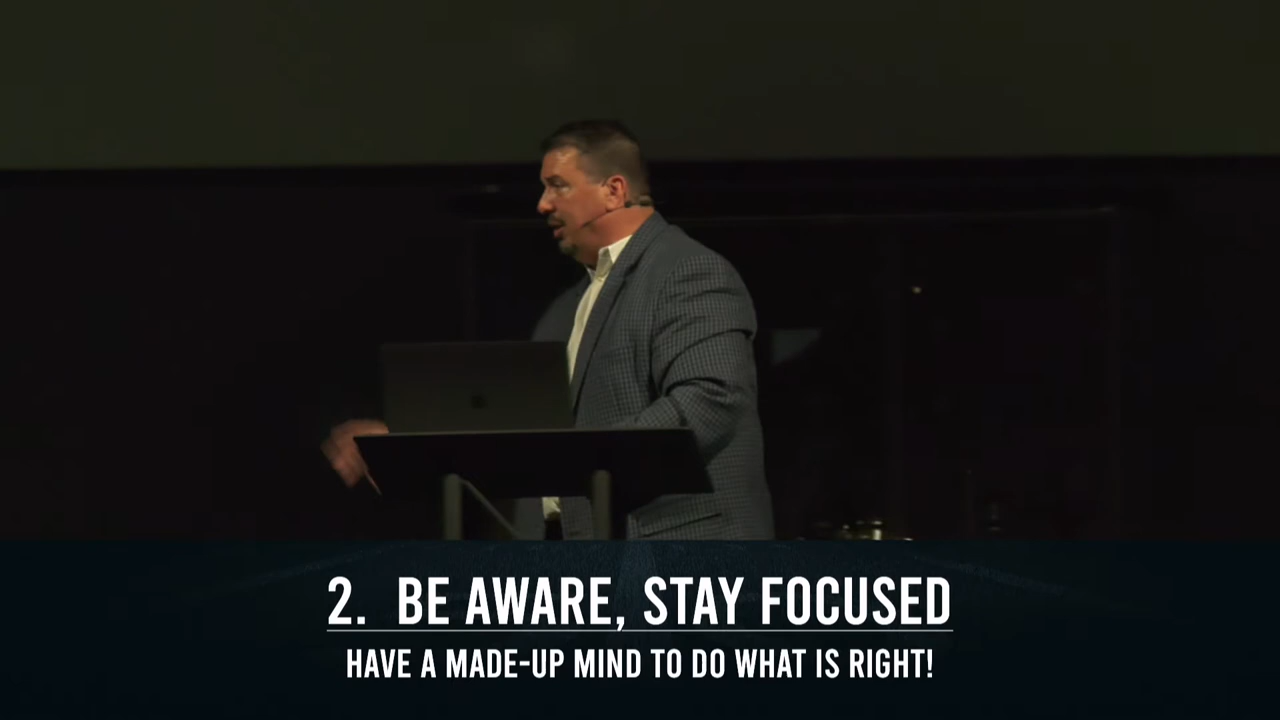 2. BE AWARE, STAY FOCUSED
HAVE A MADE-UP MIND TO DO WHAT IS RIGHT!